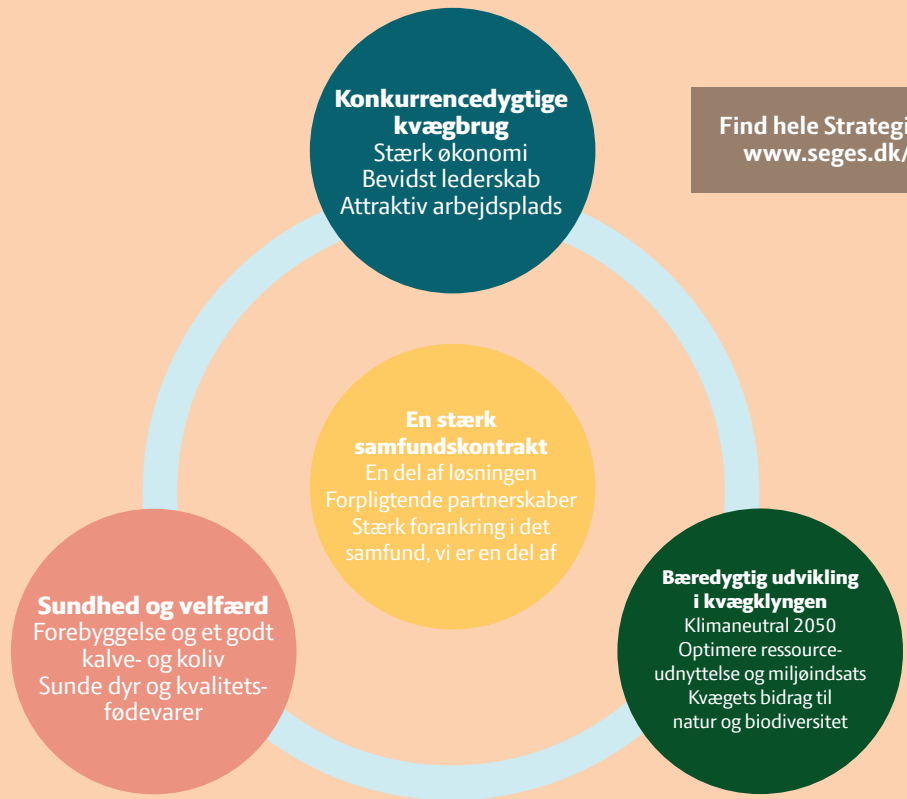 Konkurrencedygtige
kvægbrug
Stærk økonomi
Bevidst lederskab
Attraktiv arbejdsplads
Find hele Strategi
www.seges.dk/
En stærk
samfundskontrakt
En del af løsningen
Forpligtende partnerskaber
Stærk forankring i det
samfund, vi er en del af
Sundhed og velfærd
Forebyggelse og et godt
kalve- og koliv
Sunde dyr og kvalitets-
fødevarer
Bæredygtig udvikling
i kvægklyngen
Klimaneutral 2050
Optimere ressource-
udnyttelse og miljøindsats
Kvægets bidrag til
natur og biodiversitet